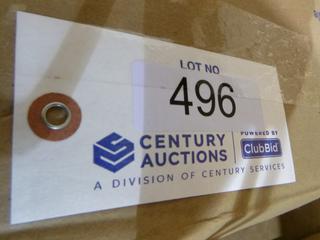 LOT NO
496
CENTURY AUCTIONS
POWERED BY
ClubBid
A DIVISION OF CENTURY SERVICES